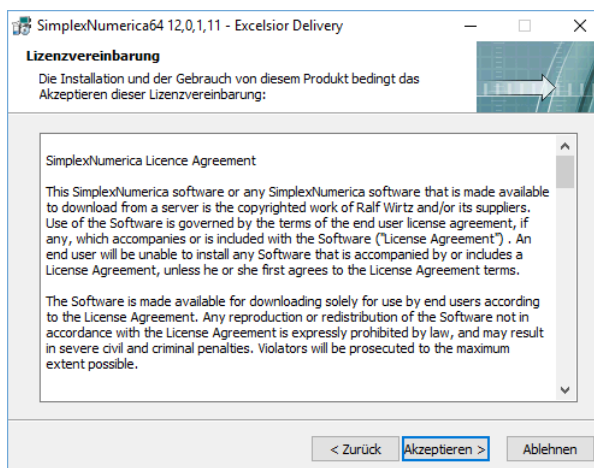 SimplexNumerica64 12,0,1,11 - Excelsior Delivery
Lizenzvereinbarung
Die Installation und der Gebrauch von diesem Produkt bedingt das
Akzeptieren dieser Lizenzvereinbarung:
SimplexNumerica Licence Agreement
This SimplexNumerica software or any SimplexNumerica software that is made available
to download from a server is the copyrighted work of Ralf Wirtz and/or its suppliers.
Use of the Software is governed by the terms of the end user license agreement, if
any, which accompanies or is included with the Software ("License Agreement") . An
end user will be unable to install any Software that is accompanied by or includes a
License Agreement, unless he or she first agrees to the License Agreement terms.
The Software is made available for downloading solely for use by end users according
to the License Agreement. Any reproduction or redistribution of the Software not in
accordance with the License Agreement is expressly prohibited by law, and may result
in severe civil and criminal penalties. Violators will be prosecuted to the maximum
extent possible.
< Zurück Akzeptieren > Ablehnen